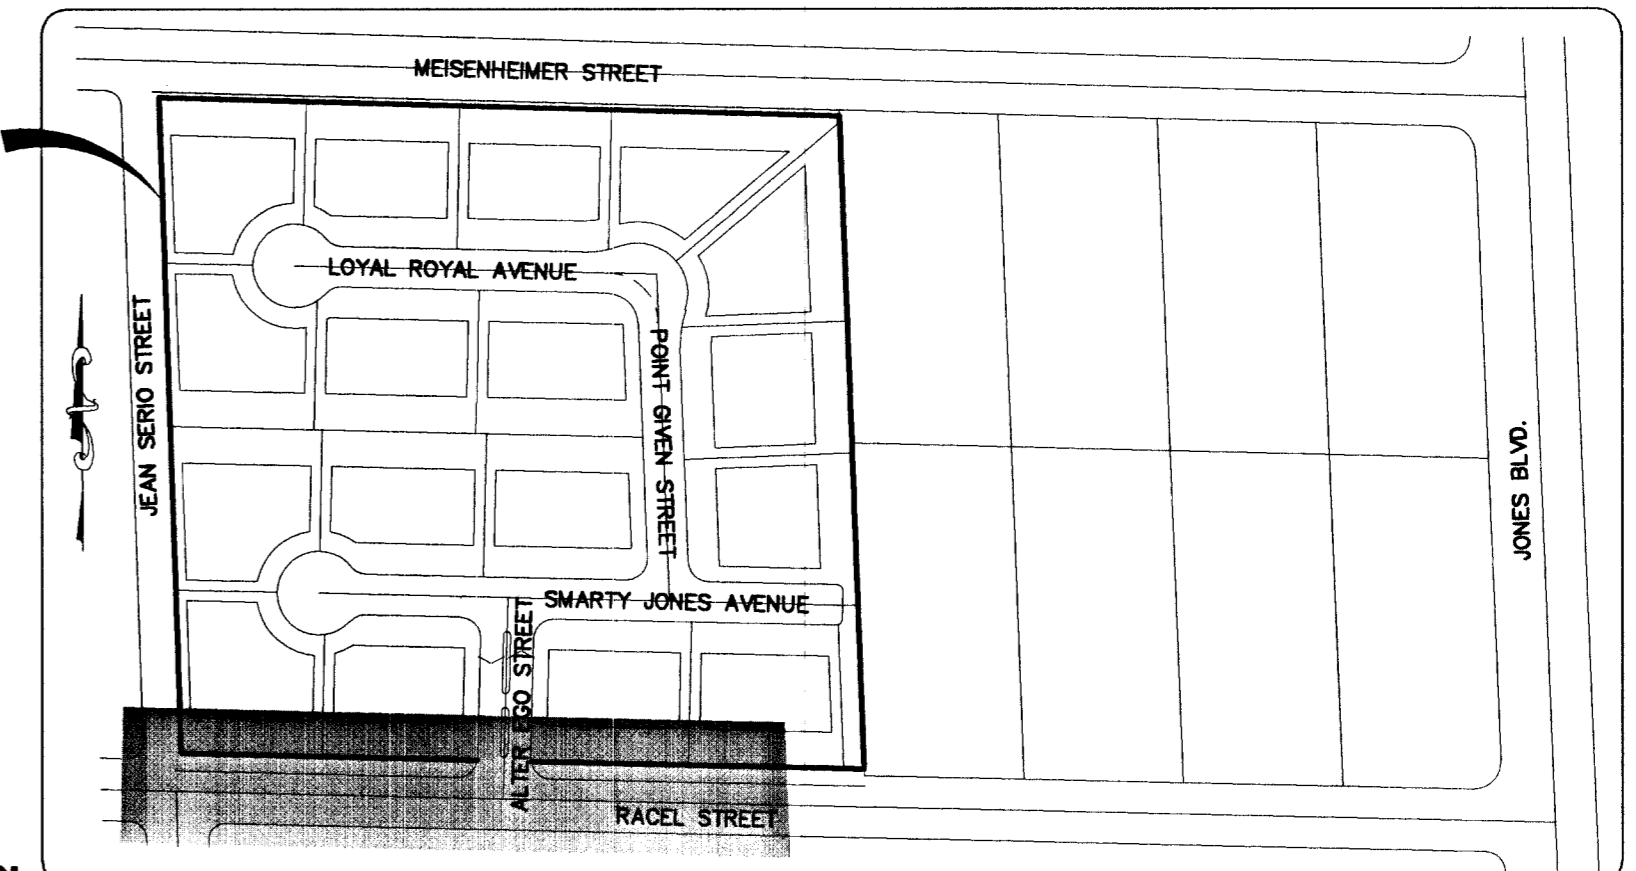 MEISENHEIMER STREET
LOYAL ROYAL AVENUE
JEAN SERIO STREET
POINT GIVEN STREET
JONES BLVD.
SMARTY JONES AVENUE
ALTER EGO STREET
RACEL STREET